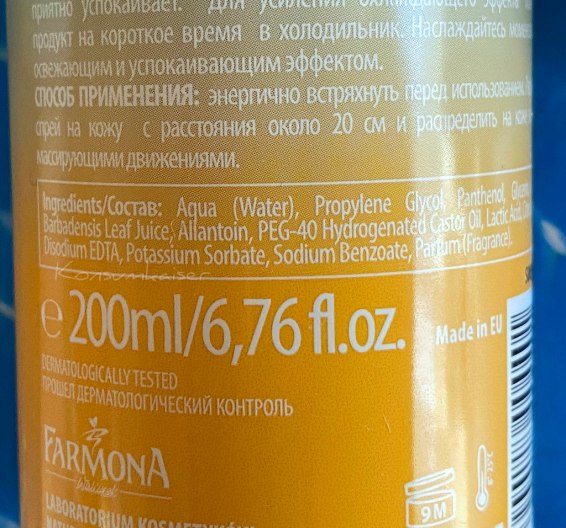 приятно успокаивает. Для усиления охлаждающего эффекта
продукт на короткое время в холодильник. Наслаждайтесь
освежающим и успокаивающим эффектом.
СПОСОБ ПРИМЕНЕНИЯ: энергично встряхнуть перед использованием.
спрей на кожу с расстояния около 20 см и распределить на коже
массирующими движениями.
Ingredients/Состав: Aqua (Water), Propylene Glycol, Panthenol,
Barbadensis Leaf Juice, Allantoin, PEG-40 Hydrogenated Castor Oil, Lactic Acid,
Disodium EDTA, Potassium Sorbate, Sodium Benzoate, Parfum (Fragrance).
Konsumkaiser
e 200ml/6,76 fl.oz.
Made in EU
DERMATOLOGICALLY TESTED
ПРОШЕЛ ДЕРМАТОЛОГИЧЕСКИЙ КОНТРОЛЬ
FARMONA
LABORATORIUM KOSMETYKÓW
9M